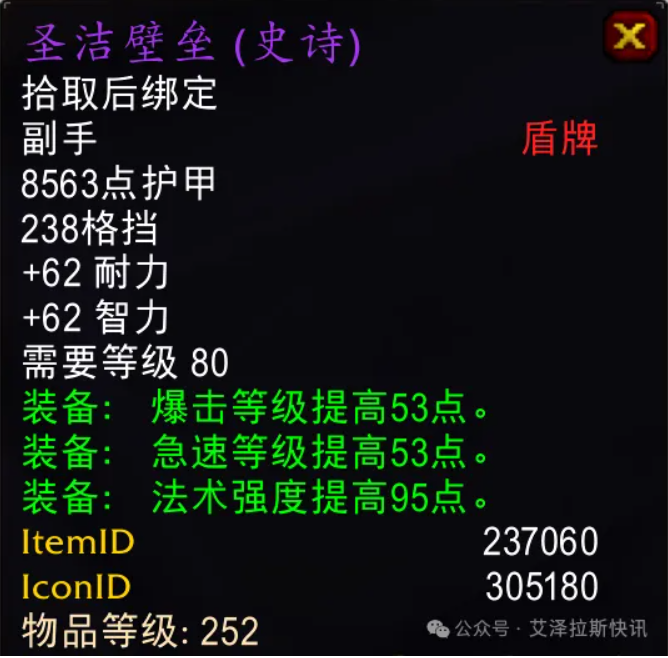 圣洁壁垒 (史诗)
拾取后绑定
副手 盾牌
8563点护甲
238格挡
+62 耐力
+62 智力
需要等级 80
装备: 爆击等级提高53点。
装备: 急速等级提高53点。
装备: 法术强度提高95点。
ItemID 237060
IconID 305180
物品等级: 252
公众号 · 艾泽拉斯快讯